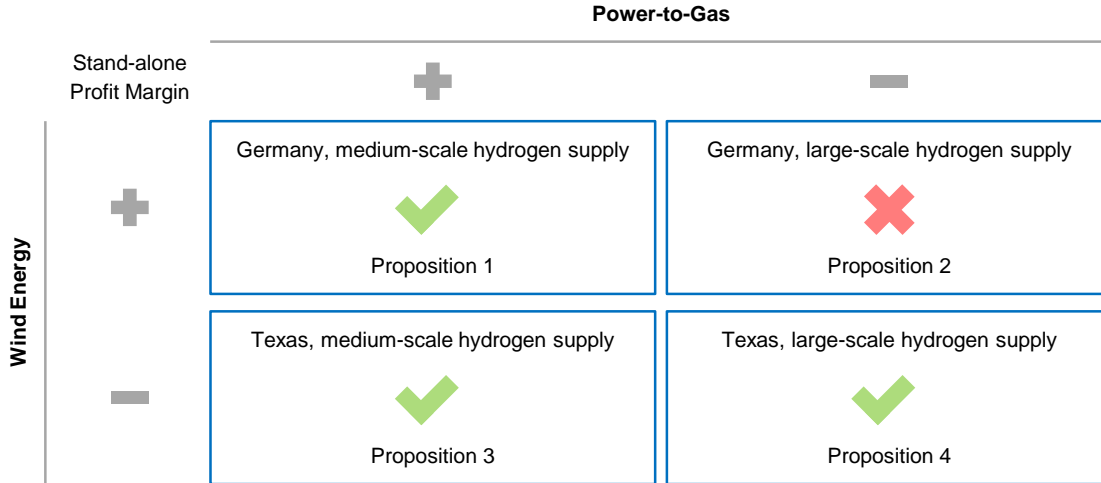 Power-to-Gas
Stand-alone
Profit Margin
Wind Energy
Germany, medium-scale hydrogen supply
Proposition 1
Germany, large-scale hydrogen supply
Proposition 2
Texas, medium-scale hydrogen supply
Proposition 3
Texas, large-scale hydrogen supply
Proposition 4